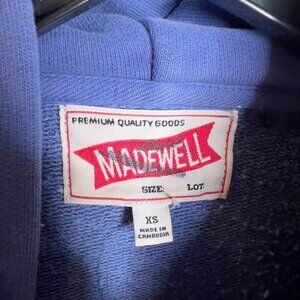 PREMIUM QUALITY GOODS
MADEWELL
SIZE: LOT:
XS
MADE IN
CAMBODIA